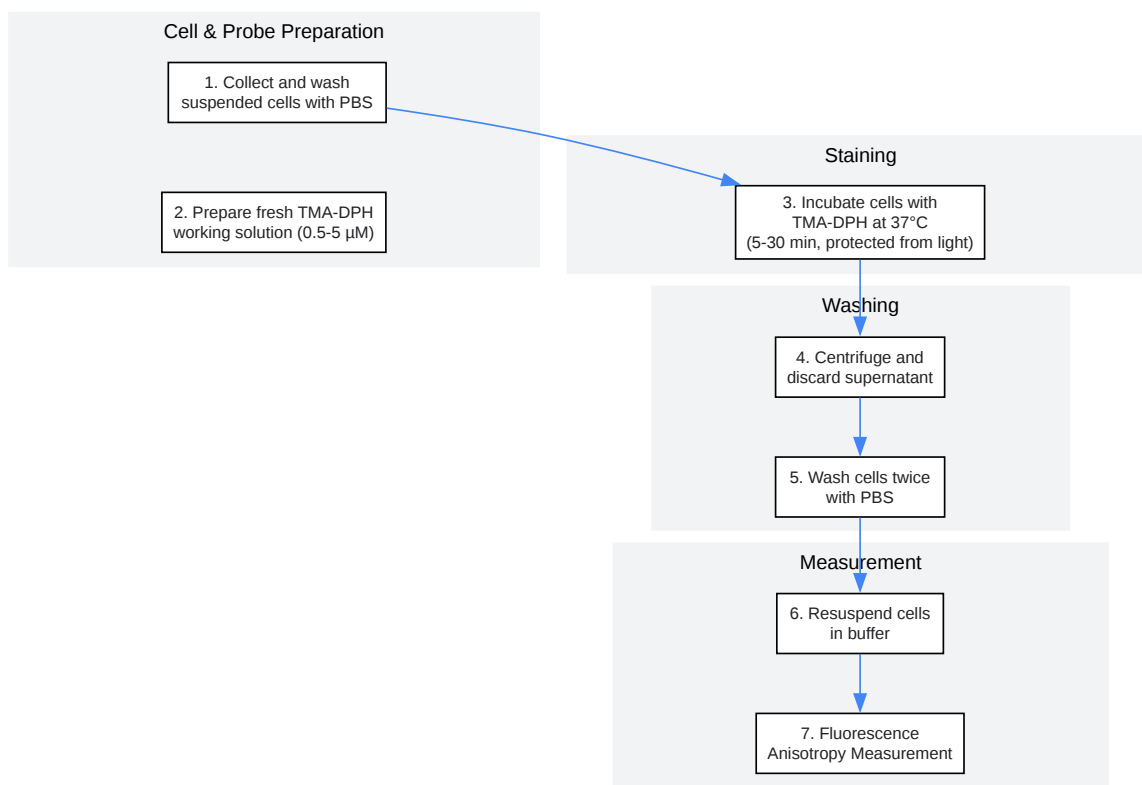 Cell & Probe Preparation
1. Collect and wash
suspended cells with PBS
2. Prepare fresh TMA-DPH
working solution (0.5-5 µM)
Staining
3. Incubate cells with
TMA-DPH at 37°C
(5-30 min, protected from light)
Washing
4. Centrifuge and
discard supernatant
5. Wash cells twice
with PBS
Measurement
6. Resuspend cells
in buffer
7. Fluorescence
Anisotropy Measurement